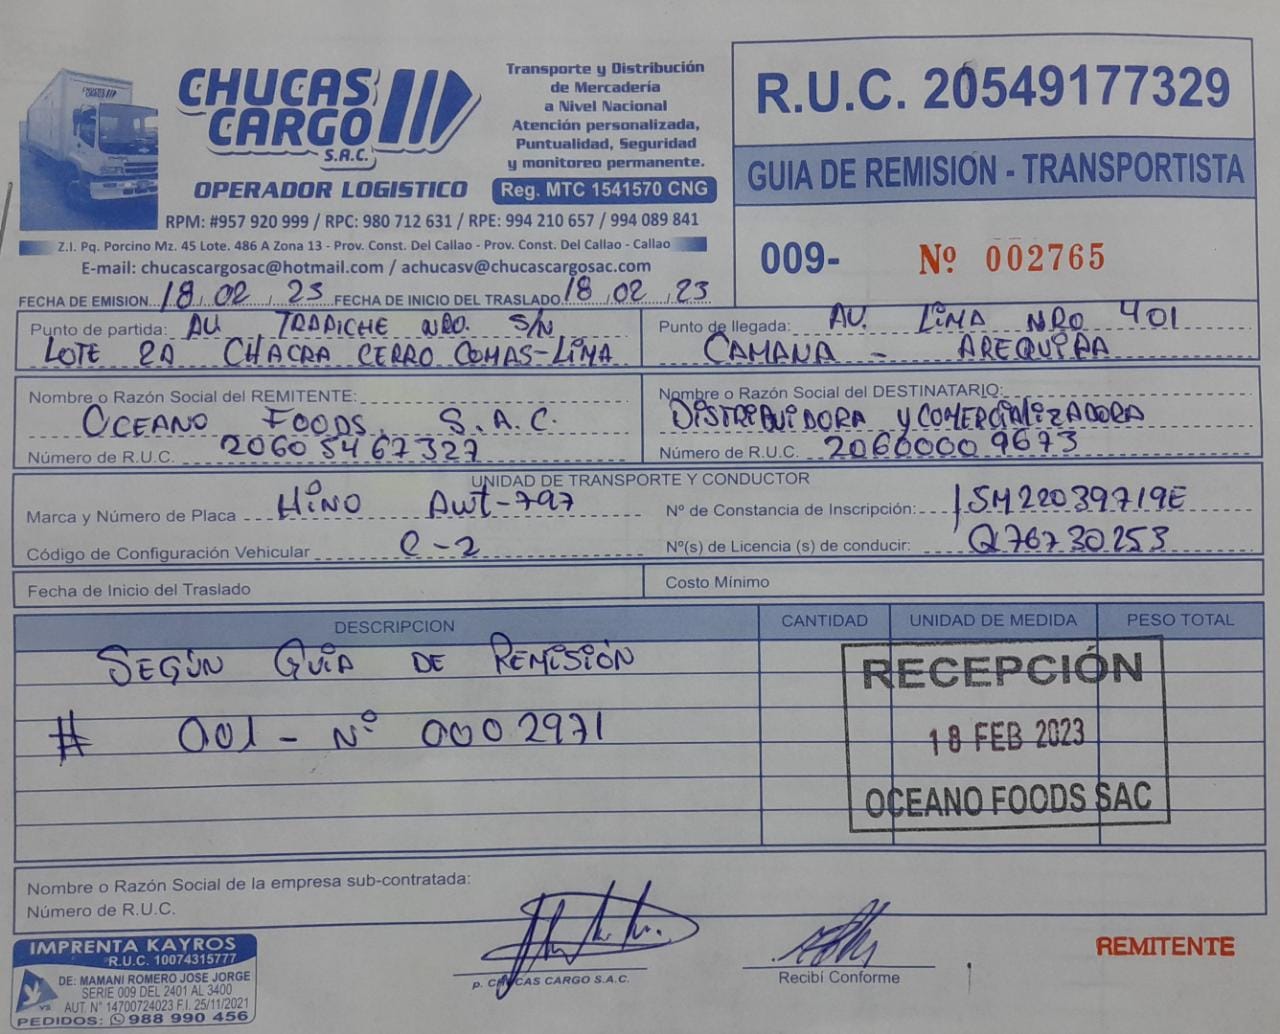 CHUCAS CARGO S.A.C.
OPERADOR LOGISTICO
Transporte y Distribución
de Mercadería
a Nivel Nacional
Atención personalizada,
Puntualidad, Seguridad
y monitoreo permanente.
Reg. MTC 1541570 CNG
RPM: #957 920 999 / RPC: 980 712 631 / RPE: 994 210 657 / 994 089 841
Z.I. Pq. Porcino Mz. 45 Lote. 486 A Zona 13 - Prov. Const. Del Callao - Prov. Const. Del Callao - Callao
E-mail: chucascargosac@hotmail.com / achucasv@chucascargosac.com
R.U.C. 20549177329
GUIA DE REMISIÓN - TRANSPORTISTA
009- Nº 002765
FECHA DE EMISION 18 02 23 FECHA DE INICIO DEL TRASLADO 18 02 23
Punto de partida: AV TRAPICHE NRO. S/N
LOTE 2A CHACRA CERRO COMAS-LIMA
Punto de llegada: AV. LIMA NRO 401
CAMANA - AREQUIPA
Nombre o Razón Social del REMITENTE:
OCEANO FOODS S.A.C.
Número de R.U.C. 20605467327
Nombre o Razón Social del DESTINATARIO:
DISTRIBUIDORA Y COMERCIALIZADORA
Número de R.U.C. 20600009673
UNIDAD DE TRANSPORTE Y CONDUCTOR
Marca y Número de Placa HINO AWT-797
Nº de Constancia de Inscripción: 15M22039719E
Código de Configuración Vehicular C-2
Nº(s) de Licencia (s) de conducir: Q76730253
Fecha de Inicio del Traslado
Costo Mínimo
DESCRIPCION CANTIDAD UNIDAD DE MEDIDA PESO TOTAL
SEGÚN GUIA DE REMISIÓN
# 001 - Nº 0002971
RECEPCIÓN
18 FEB 2023
OCEANO FOODS SAC
Nombre o Razón Social de la empresa sub-contratada:
Número de R.U.C.
IMPRENTA KAYROS
R.U.C. 10074315777
DE: MAMANI ROMERO JOSE JORGE
SERIE 009 DEL 2401 AL 3400
AUT. N° 14700724023 F.I. 25/11/2021
PEDIDOS: 988 990 456
p. CHUCAS CARGO S.A.C.
Recibí Conforme
REMITENTE